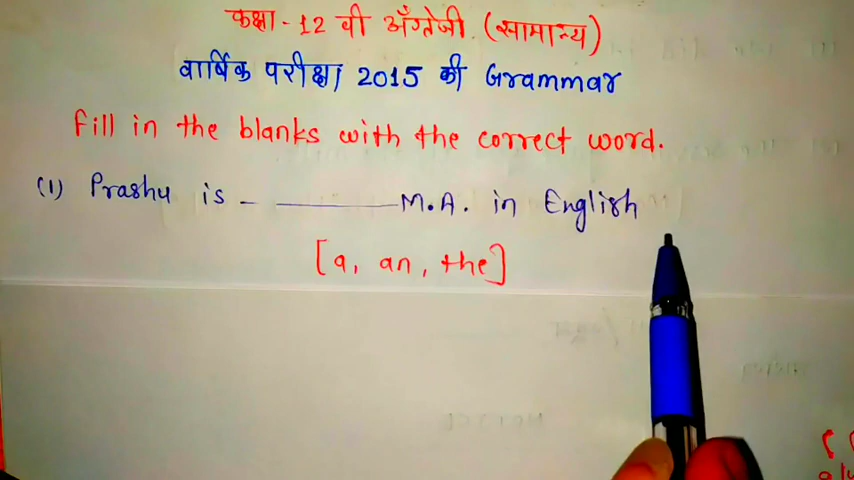 कक्षा - 12 वी अँग्रेजी (सामान्य)
वार्षिक परीक्षा 2015 की Grammar
Fill in the blanks with the correct word.
(1) Prashu is - ________ M.A. in English
[a, an, the]